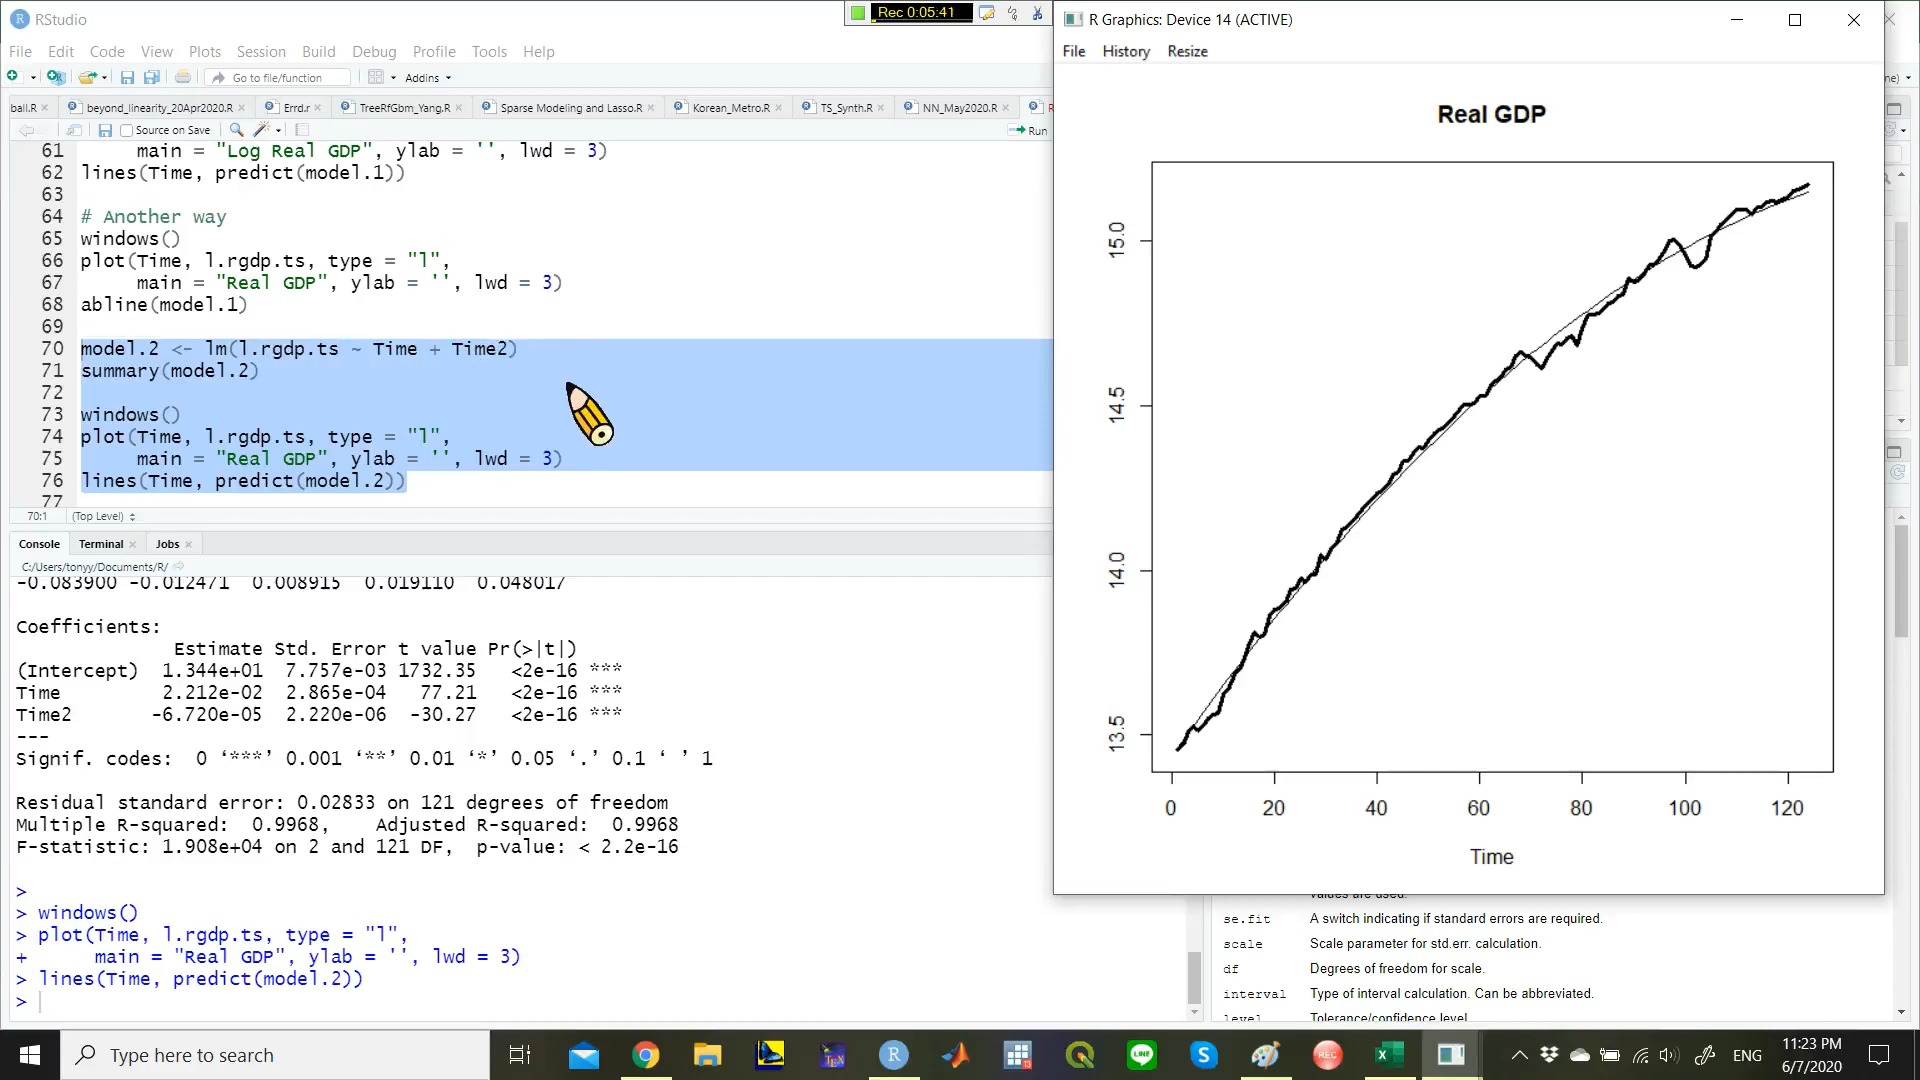 RStudio
Rec 0:05:41
File Edit Code View Plots Session Build Debug Profile Tools Help
Go to file/function
Addins
ball.R
beyond_linearity_20Apr2020.R
Errd.r
TreeRfGbm_Yang.R
Sparse Modeling and Lasso.R
Korean_Metro.R
TS_Synth.R
NN_May2020.R
Source on Save
Run
61 main = "Log Real GDP", ylab = '', lwd = 3)
62 lines(Time, predict(model.1))
63
64 # Another way
65 windows()
66 plot(Time, l.rgdp.ts, type = "l",
67 main = "Real GDP", ylab = '', lwd = 3)
68 abline(model.1)
69
70 model.2 <- lm(l.rgdp.ts ~ Time + Time2)
71 summary(model.2)
72
73 windows()
74 plot(Time, l.rgdp.ts, type = "l",
75 main = "Real GDP", ylab = '', lwd = 3)
76 lines(Time, predict(model.2))
77
70:1 (Top Level)
Console Terminal Jobs
C:/Users/tonyy/Documents/R/
-0.083900 -0.012471 0.008915 0.019110 0.048017
Coefficients:
Estimate Std. Error t value Pr(>|t|)
(Intercept) 1.344e+01 7.757e-03 1732.35 <2e-16 ***
Time 2.212e-02 2.865e-04 77.21 <2e-16 ***
Time2 -6.720e-05 2.220e-06 -30.27 <2e-16 ***
---
Signif. codes: 0 ‘***’ 0.001 ‘**’ 0.01 ‘*’ 0.05 ‘.’ 0.1 ‘ ’ 1
Residual standard error: 0.02833 on 121 degrees of freedom
Multiple R-squared: 0.9968, Adjusted R-squared: 0.9968
F-statistic: 1.908e+04 on 2 and 121 DF, p-value: < 2.2e-16
>
> windows()
> plot(Time, l.rgdp.ts, type = "l",
+ main = "Real GDP", ylab = '', lwd = 3)
> lines(Time, predict(model.2))
>
R Graphics: Device 14 (ACTIVE)
File History Resize
Real GDP
15.0
14.5
14.0
13.5
0 20 40 60 80 100 120
Time
values are used.
se.fit A switch indicating if standard errors are required.
scale Scale parameter for std.err. calculation.
df Degrees of freedom for scale.
interval Type of interval calculation. Can be abbreviated.
level Tolerance/confidence level
Type here to search
ENG
11:23 PM
6/7/2020